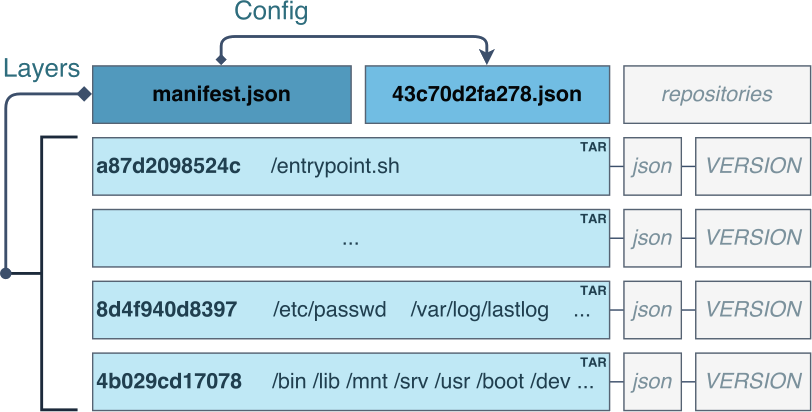 Config
Layers
manifest.json 43c70d2fa278.json repositories
TAR
a87d2098524c /entrypoint.sh json VERSION
TAR
... json VERSION
TAR
8d4f940d8397 /etc/passwd /var/log/lastlog ... json VERSION
TAR
4b029cd17078 /bin /lib /mnt /srv /usr /boot /dev ... json VERSION